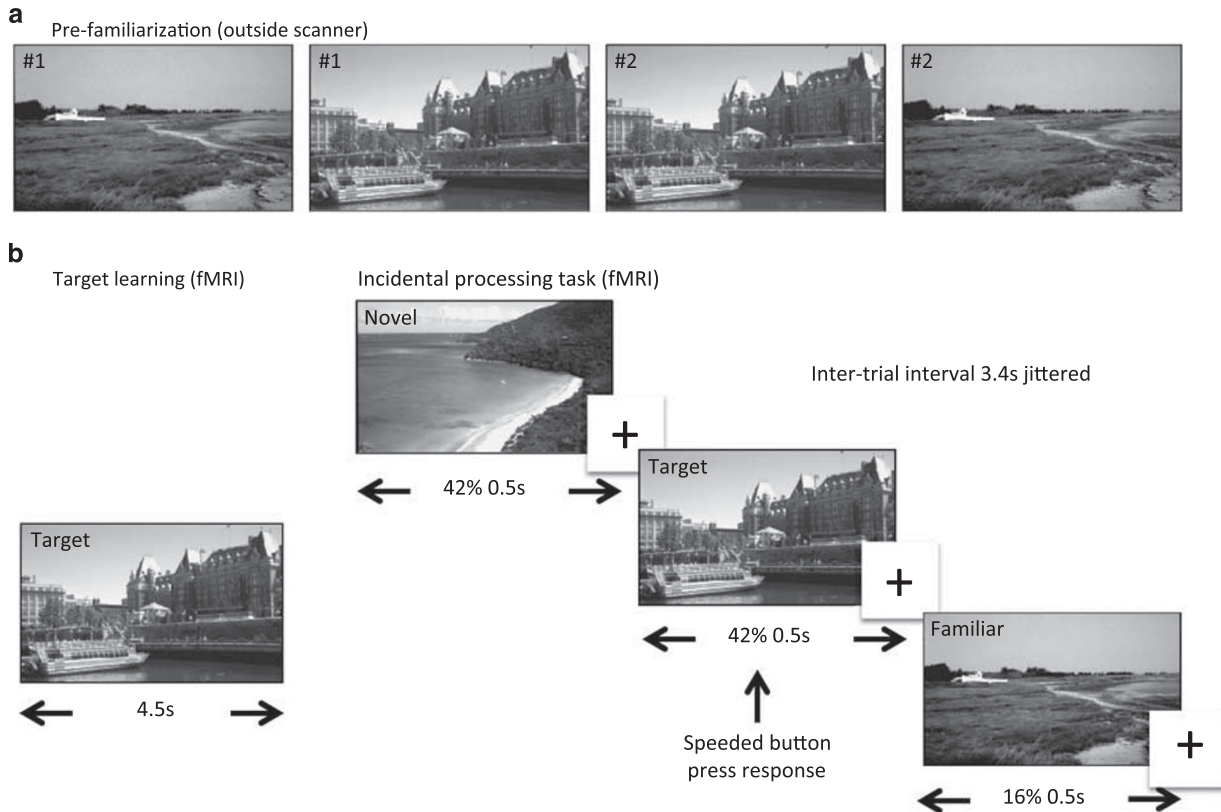 a
Pre-familiarization (outside scanner)
#1
#1
#2
#2
b
Target learning (fMRI)
Incidental processing task (fMRI)
Novel
Inter-trial interval 3.4s jittered
42% 0.5s
Target
Target
42% 0.5s
Familiar
4.5s
Speeded button
press response
16% 0.5s